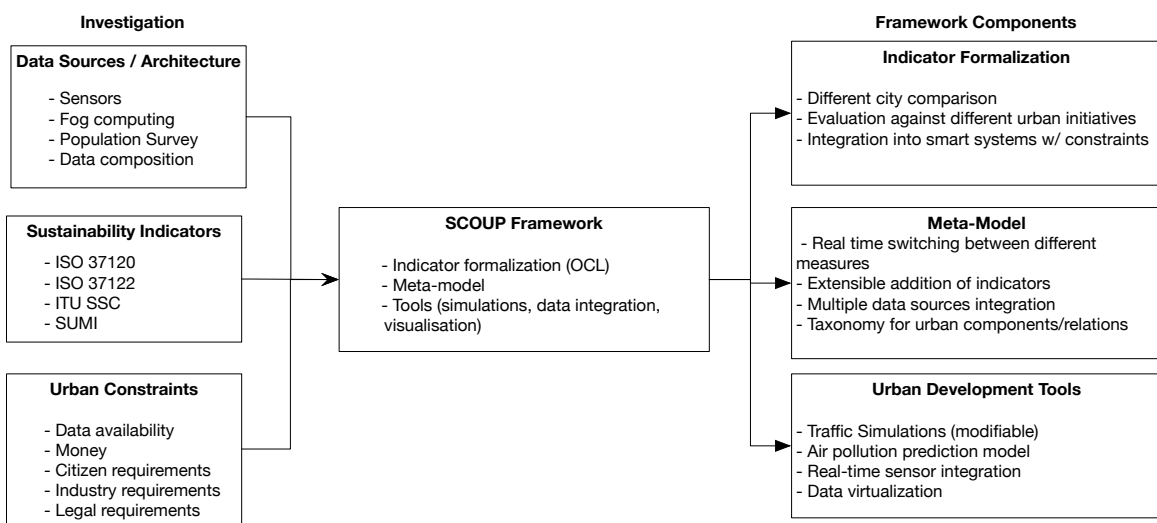 Investigation
Data Sources / Architecture
- Sensors
- Fog computing
- Population Survey
- Data composition
Sustainability Indicators
- ISO 37120
- ISO 37122
- ITU SSC
- SUMI
Urban Constraints
- Data availability
- Money
- Citizen requirements
- Industry requirements
- Legal requirements
SCOUP Framework
- Indicator formalization (OCL)
- Meta-model
- Tools (simulations, data integration,
visualisation)
Framework Components
Indicator Formalization
- Different city comparison
- Evaluation against different urban initiatives
- Integration into smart systems w/ constraints
Meta-Model
- Real time switching between different
measures
- Extensible addition of indicators
- Multiple data sources integration
- Taxonomy for urban components/relations
Urban Development Tools
- Traffic Simulations (modifiable)
- Air pollution prediction model
- Real-time sensor integration
- Data virtualization